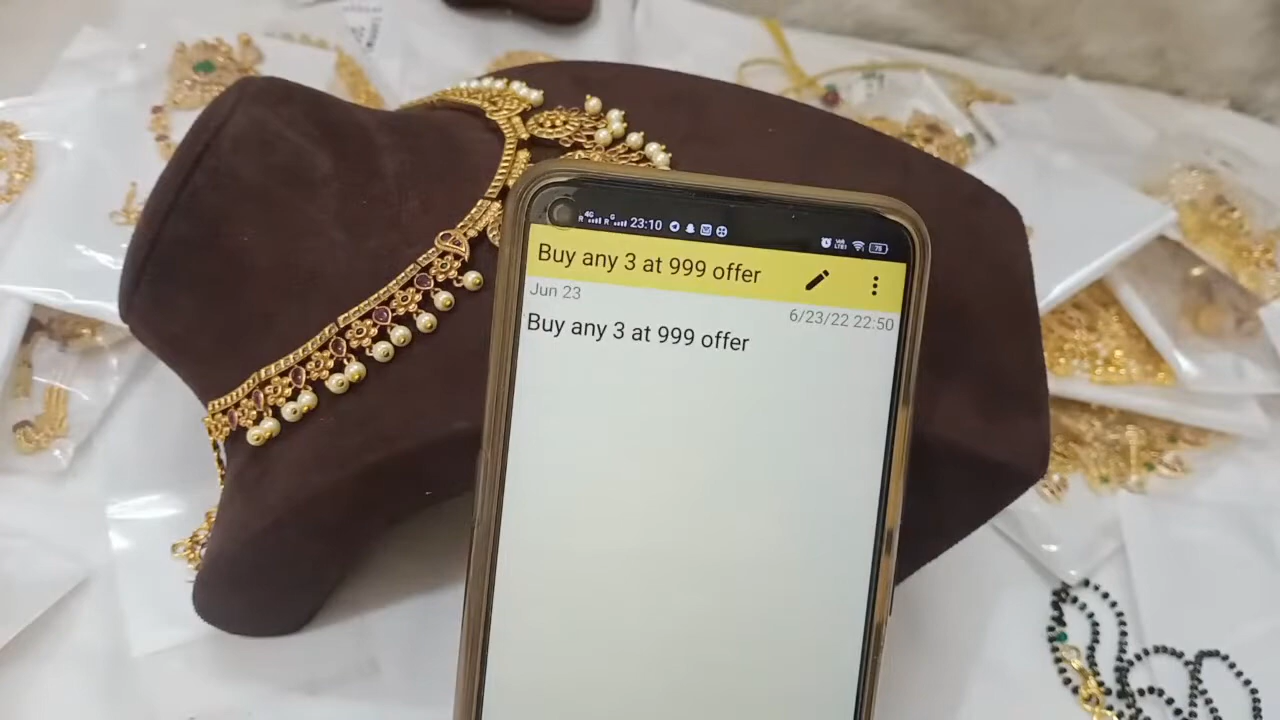 23:10
Buy any 3 at 999 offer
Jun 23
6/23/22 22:50
Buy any 3 at 999 offer